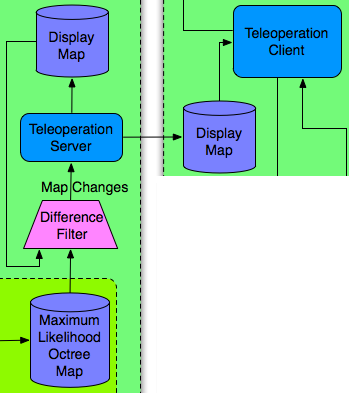 Display
Map
Teleoperation
Client
Teleoperation
Server
Display
Map
Map Changes
Difference
Filter
Maximum
Likelihood
Octree
Map